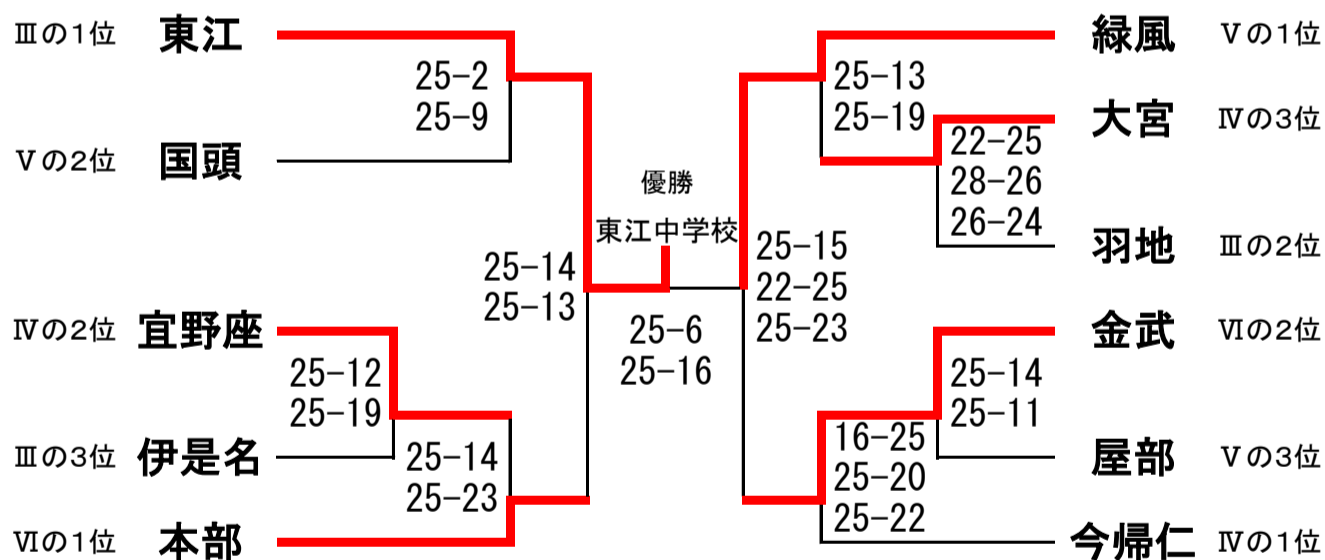 Ⅲの1位 東江
25-2
25-9
Ⅴの2位 国頭
25-14
25-13
Ⅳの2位 宜野座
25-12
25-19
Ⅲの3位 伊是名
25-14
25-23
Ⅵの1位 本部
優勝
東江中学校
25-6
25-16
緑風 Ⅴの1位
25-13
25-19
大宮 Ⅳの3位
22-25
28-26
26-24
羽地 Ⅲの2位
25-15
22-25
25-23
金武 Ⅵの2位
25-14
25-11
屋部 Ⅴの3位
16-25
25-20
25-22
今帰仁 Ⅳの1位